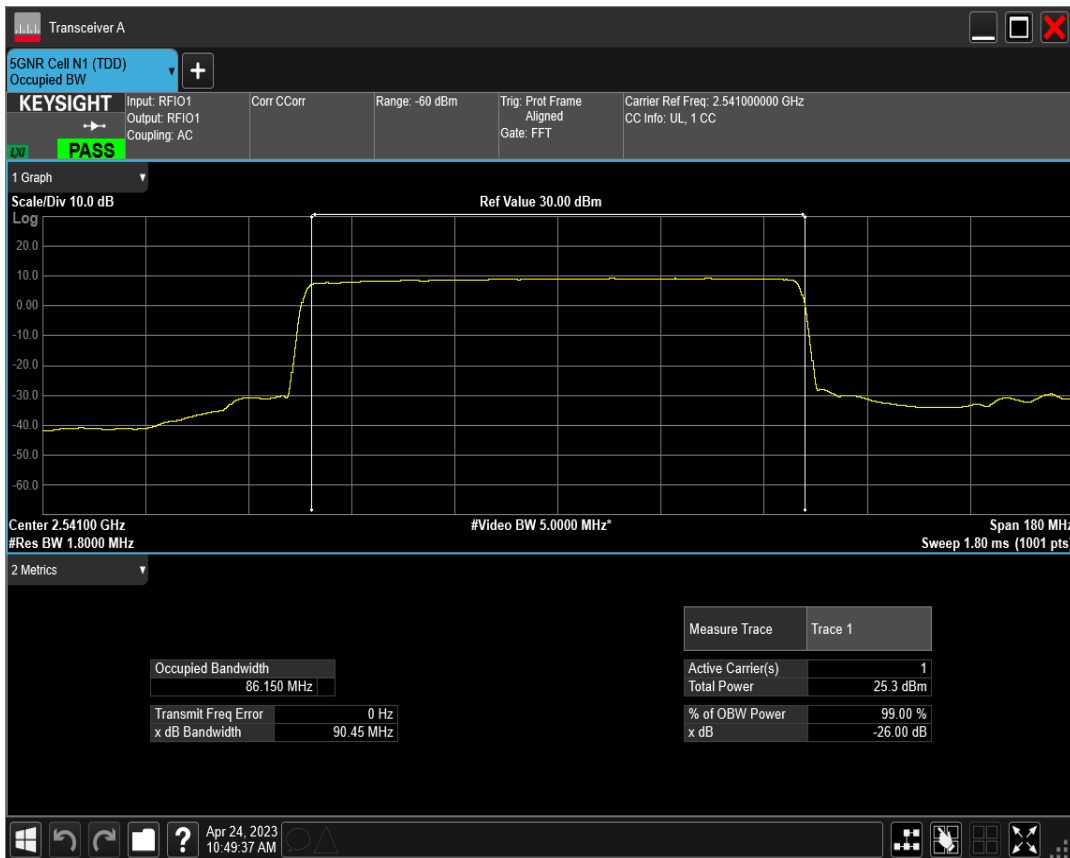 Transceiver A
5GNR Cell N1 (TDD)
Occupied BW
+
KEYSIGHT
LXI
PASS
Input: RFIO1
Output: RFIO1
Coupling: AC
Corr CCorr
Range: -60 dBm
Trig: Prot Frame
Aligned
Gate: FFT
Carrier Ref Freq: 2.541000000 GHz
CC Info: UL, 1 CC
1 Graph
Scale/Div 10.0 dB
Ref Value 30.00 dBm
Log
20.0
10.0
0.00
-10.0
-20.0
-30.0
-40.0
-50.0
-60.0
Center 2.54100 GHz
#Video BW 5.0000 MHz*
Span 180 MHz
#Res BW 1.8000 MHz
Sweep 1.80 ms (1001 pts)
2 Metrics
Measure Trace Trace 1
Occupied Bandwidth
86.150 MHz
Active Carrier(s) 1
Total Power 25.3 dBm
Transmit Freq Error 0 Hz
x dB Bandwidth 90.45 MHz
% of OBW Power 99.00 %
x dB -26.00 dB
?
Apr 24, 2023
10:49:37 AM